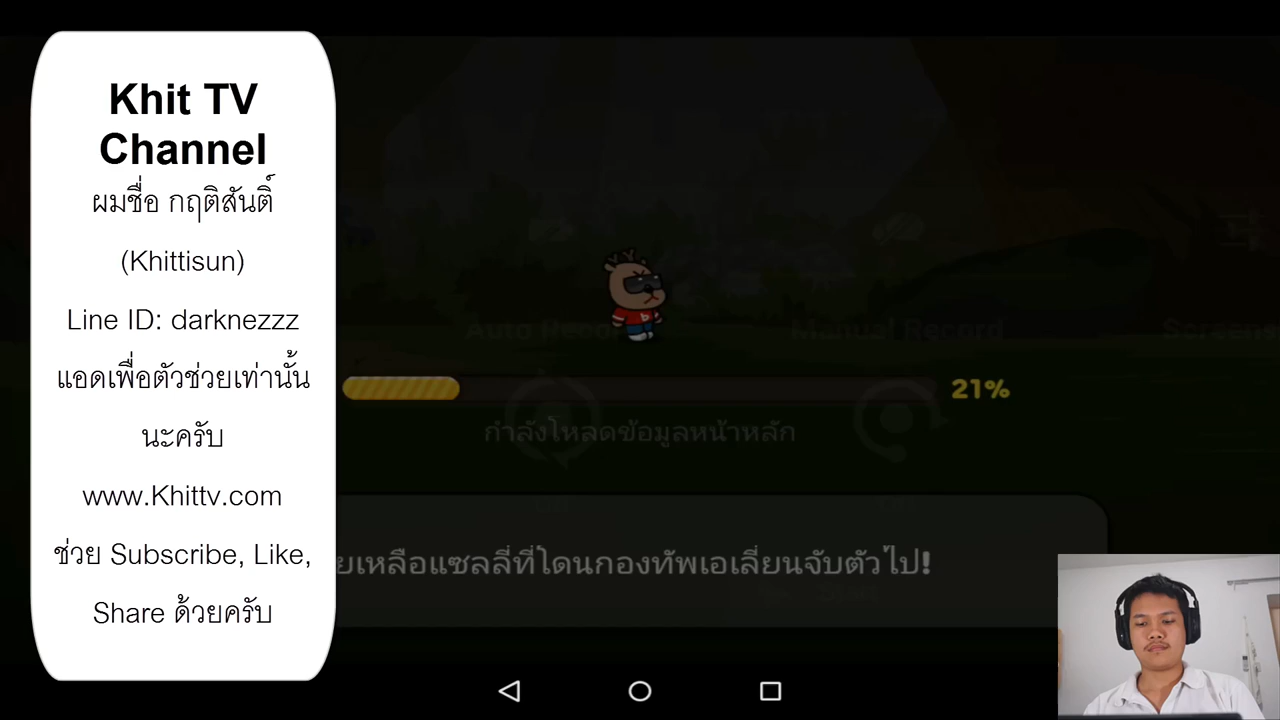 Khit TV
Channel
ผมชื่อ กฤติสันติ์
(Khittisun)
Line ID: darknezzz
แอดเพื่อตัวช่วยเท่านั้น
นะครับ
www.Khittv.com
ช่วย Subscribe, Like,
Share ด้วยครับ
Manual Record
21%
กำลังโหลดข้อมูลหน้าหลัก
ยเหลือแซลลี่ที่โดนกองทัพเอเลี่ยนจับตัวไป!